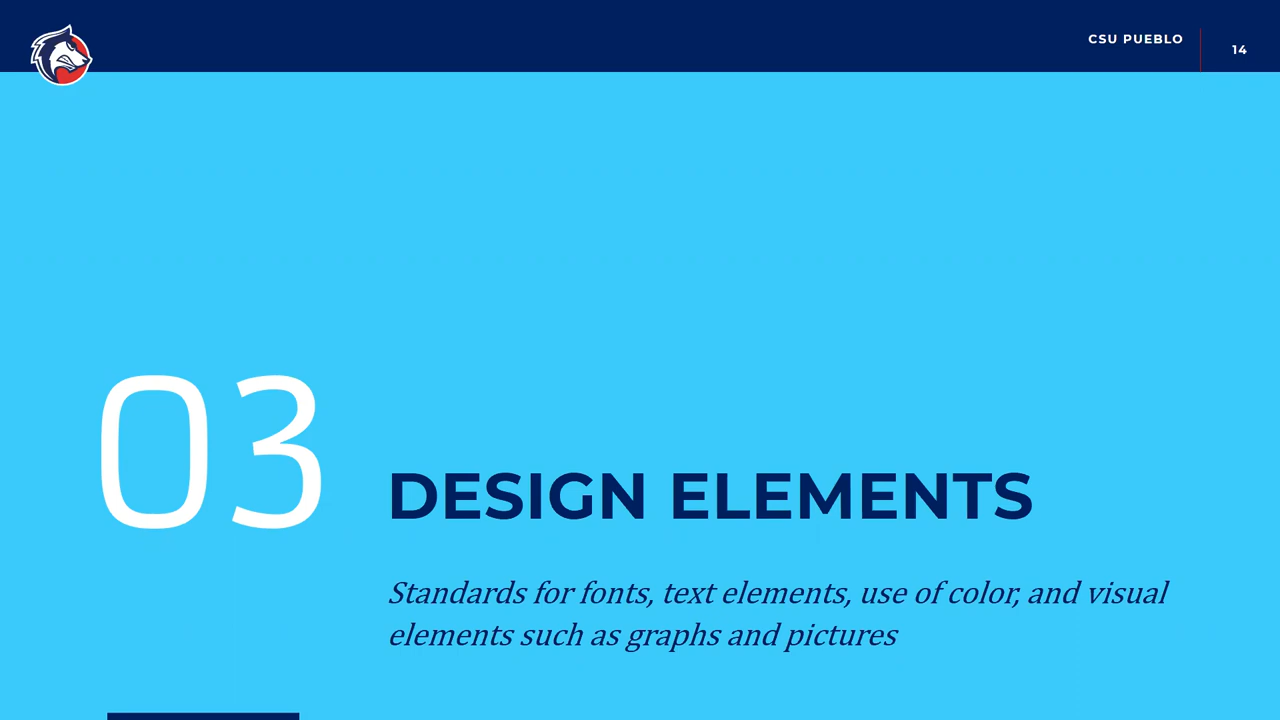 CSU PUEBLO
14
03
DESIGN ELEMENTS
Standards for fonts, text elements, use of color, and visual
elements such as graphs and pictures